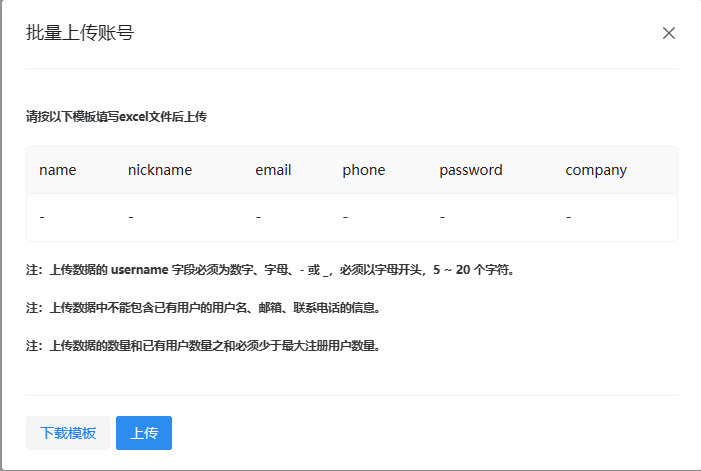 批量上传账号
请按以下模板填写excel文件后上传
name nickname email phone password company
- - - - - -
注：上传数据的 username 字段必须为数字、字母、- 或 _，必须以字母开头，5 ~ 20 个字符。
注：上传数据中不能包含已有用户的用户名、邮箱、联系电话的信息。
注：上传数据的数量和已有用户数量之和必须少于最大注册用户数量。
下载模板 上传